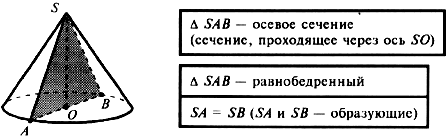 S
B
O
A
Δ SAB — осевое сечение
(сечение, проходящее через ось SO)
Δ SAB — равнобедренный
SA = SB (SA и SB — образующие)